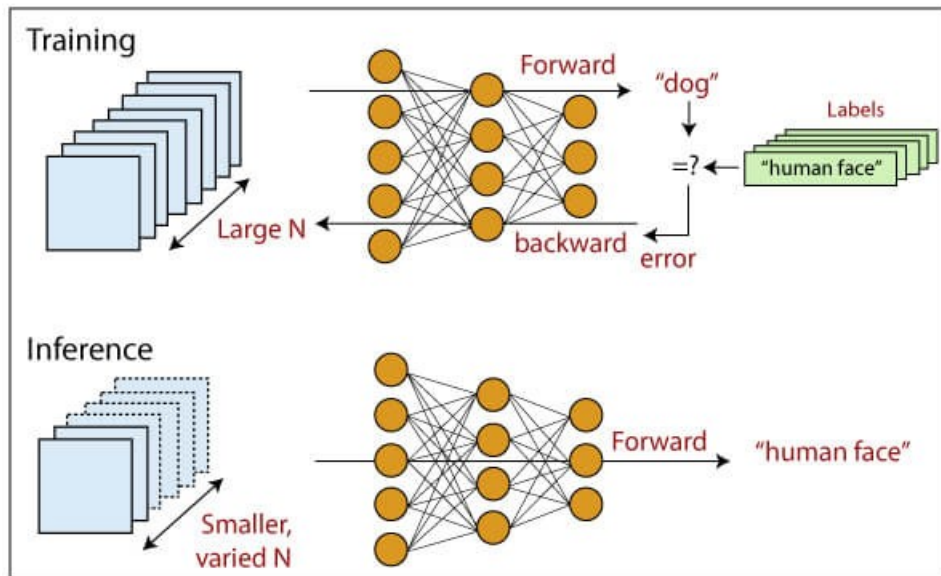 Training
Forward
“dog”
Labels
=?
“human face”
Large N
backward
error
Inference
Forward
“human face”
Smaller,
varied N